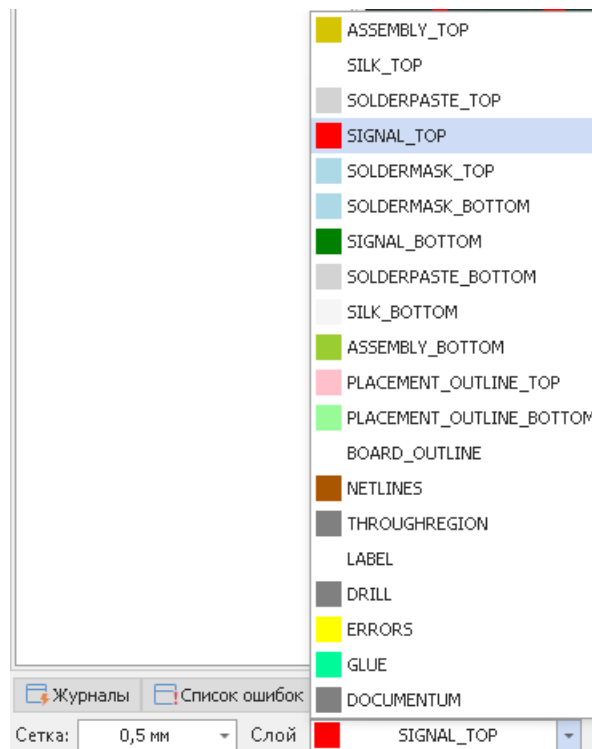 ASSEMBLY_TOP
SILK_TOP
SOLDERPASTE_TOP
SIGNAL_TOP
SOLDERMASK_TOP
SOLDERMASK_BOTTOM
SIGNAL_BOTTOM
SOLDERPASTE_BOTTOM
SILK_BOTTOM
ASSEMBLY_BOTTOM
PLACEMENT_OUTLINE_TOP
PLACEMENT_OUTLINE_BOTTOM
BOARD_OUTLINE
NETLINES
THROUGHREGION
LABEL
DRILL
ERRORS
GLUE
DOCUMENTUM
Журналы Список ошибок
Сетка: 0,5 мм Слой SIGNAL_TOP